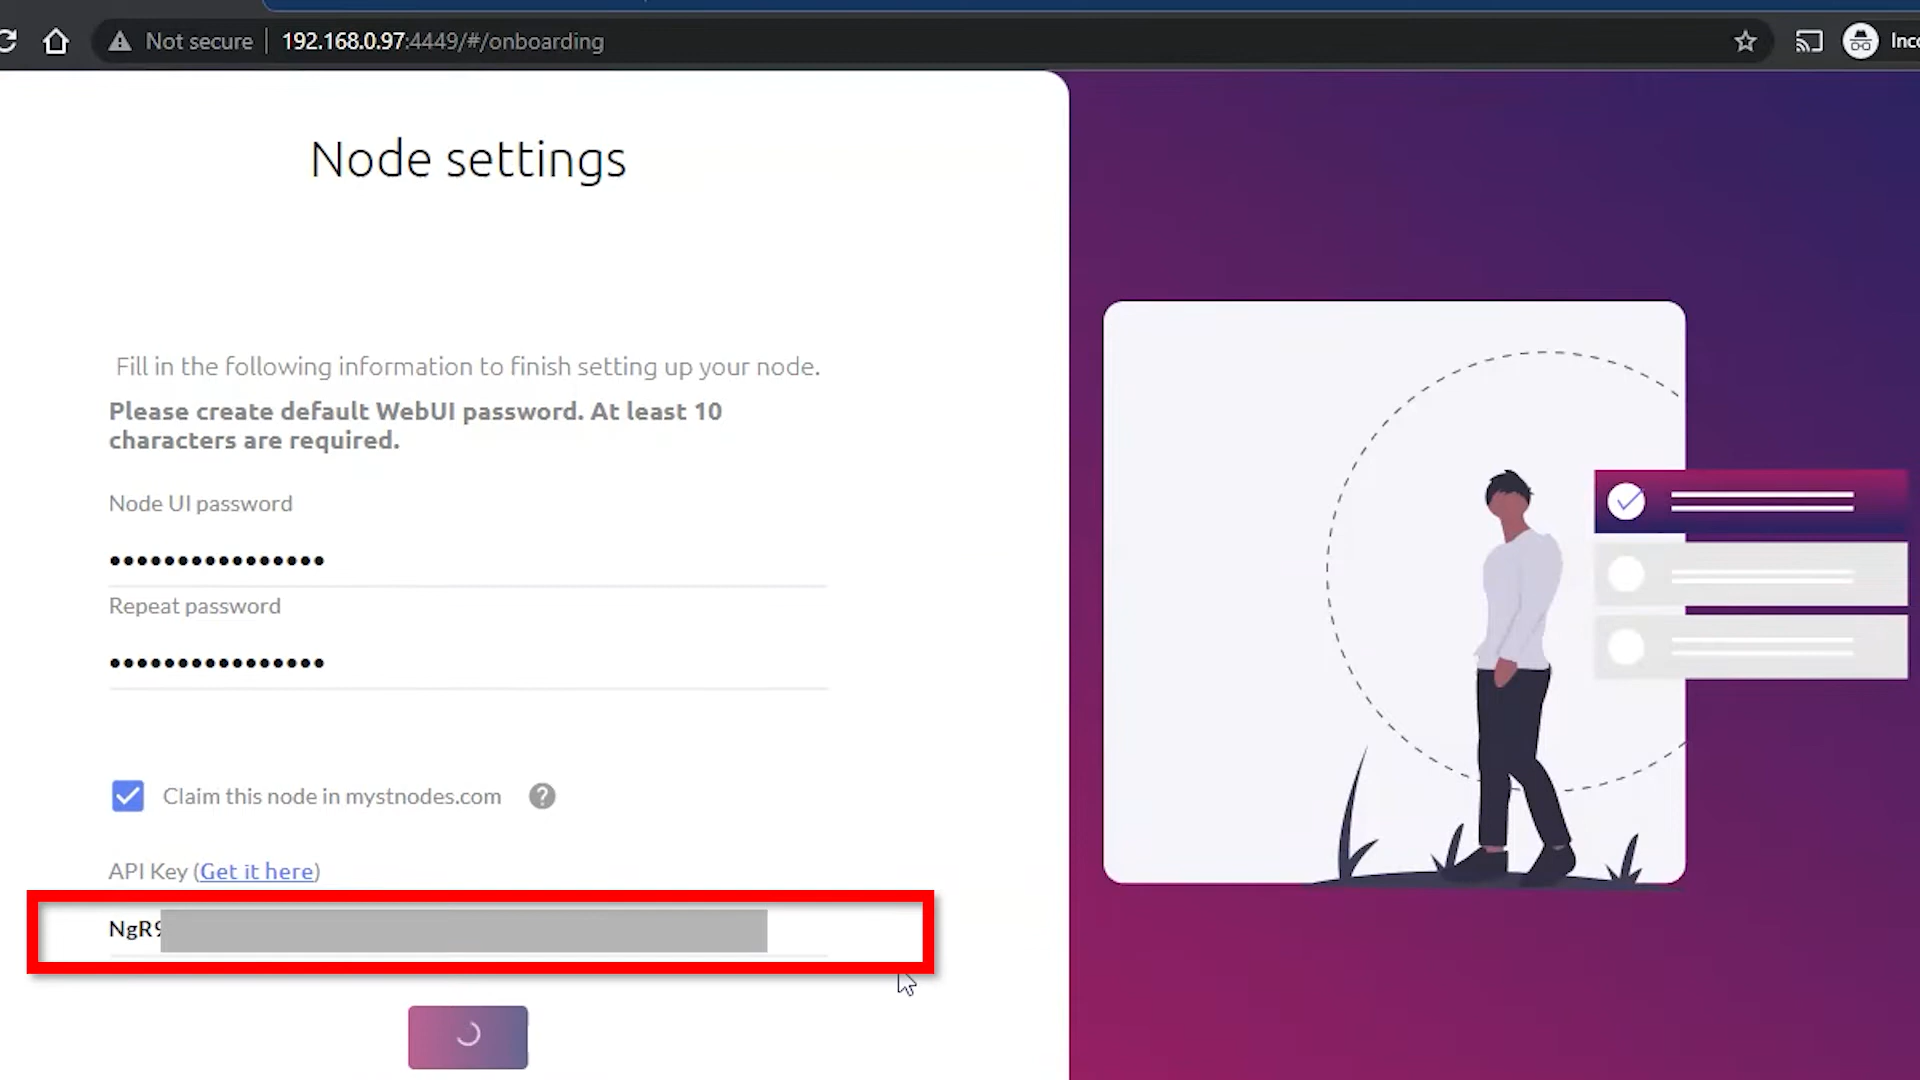 Not secure 192.168.0.97:4449/#/onboarding
Node settings
Fill in the following information to finish setting up your node.
Please create default WebUI password. At least 10
characters are required.
Node UI password
••••••••••••••••
Repeat password
••••••••••••••••
Claim this node in mystnodes.com ?
API Key (Get it here)
NgR9